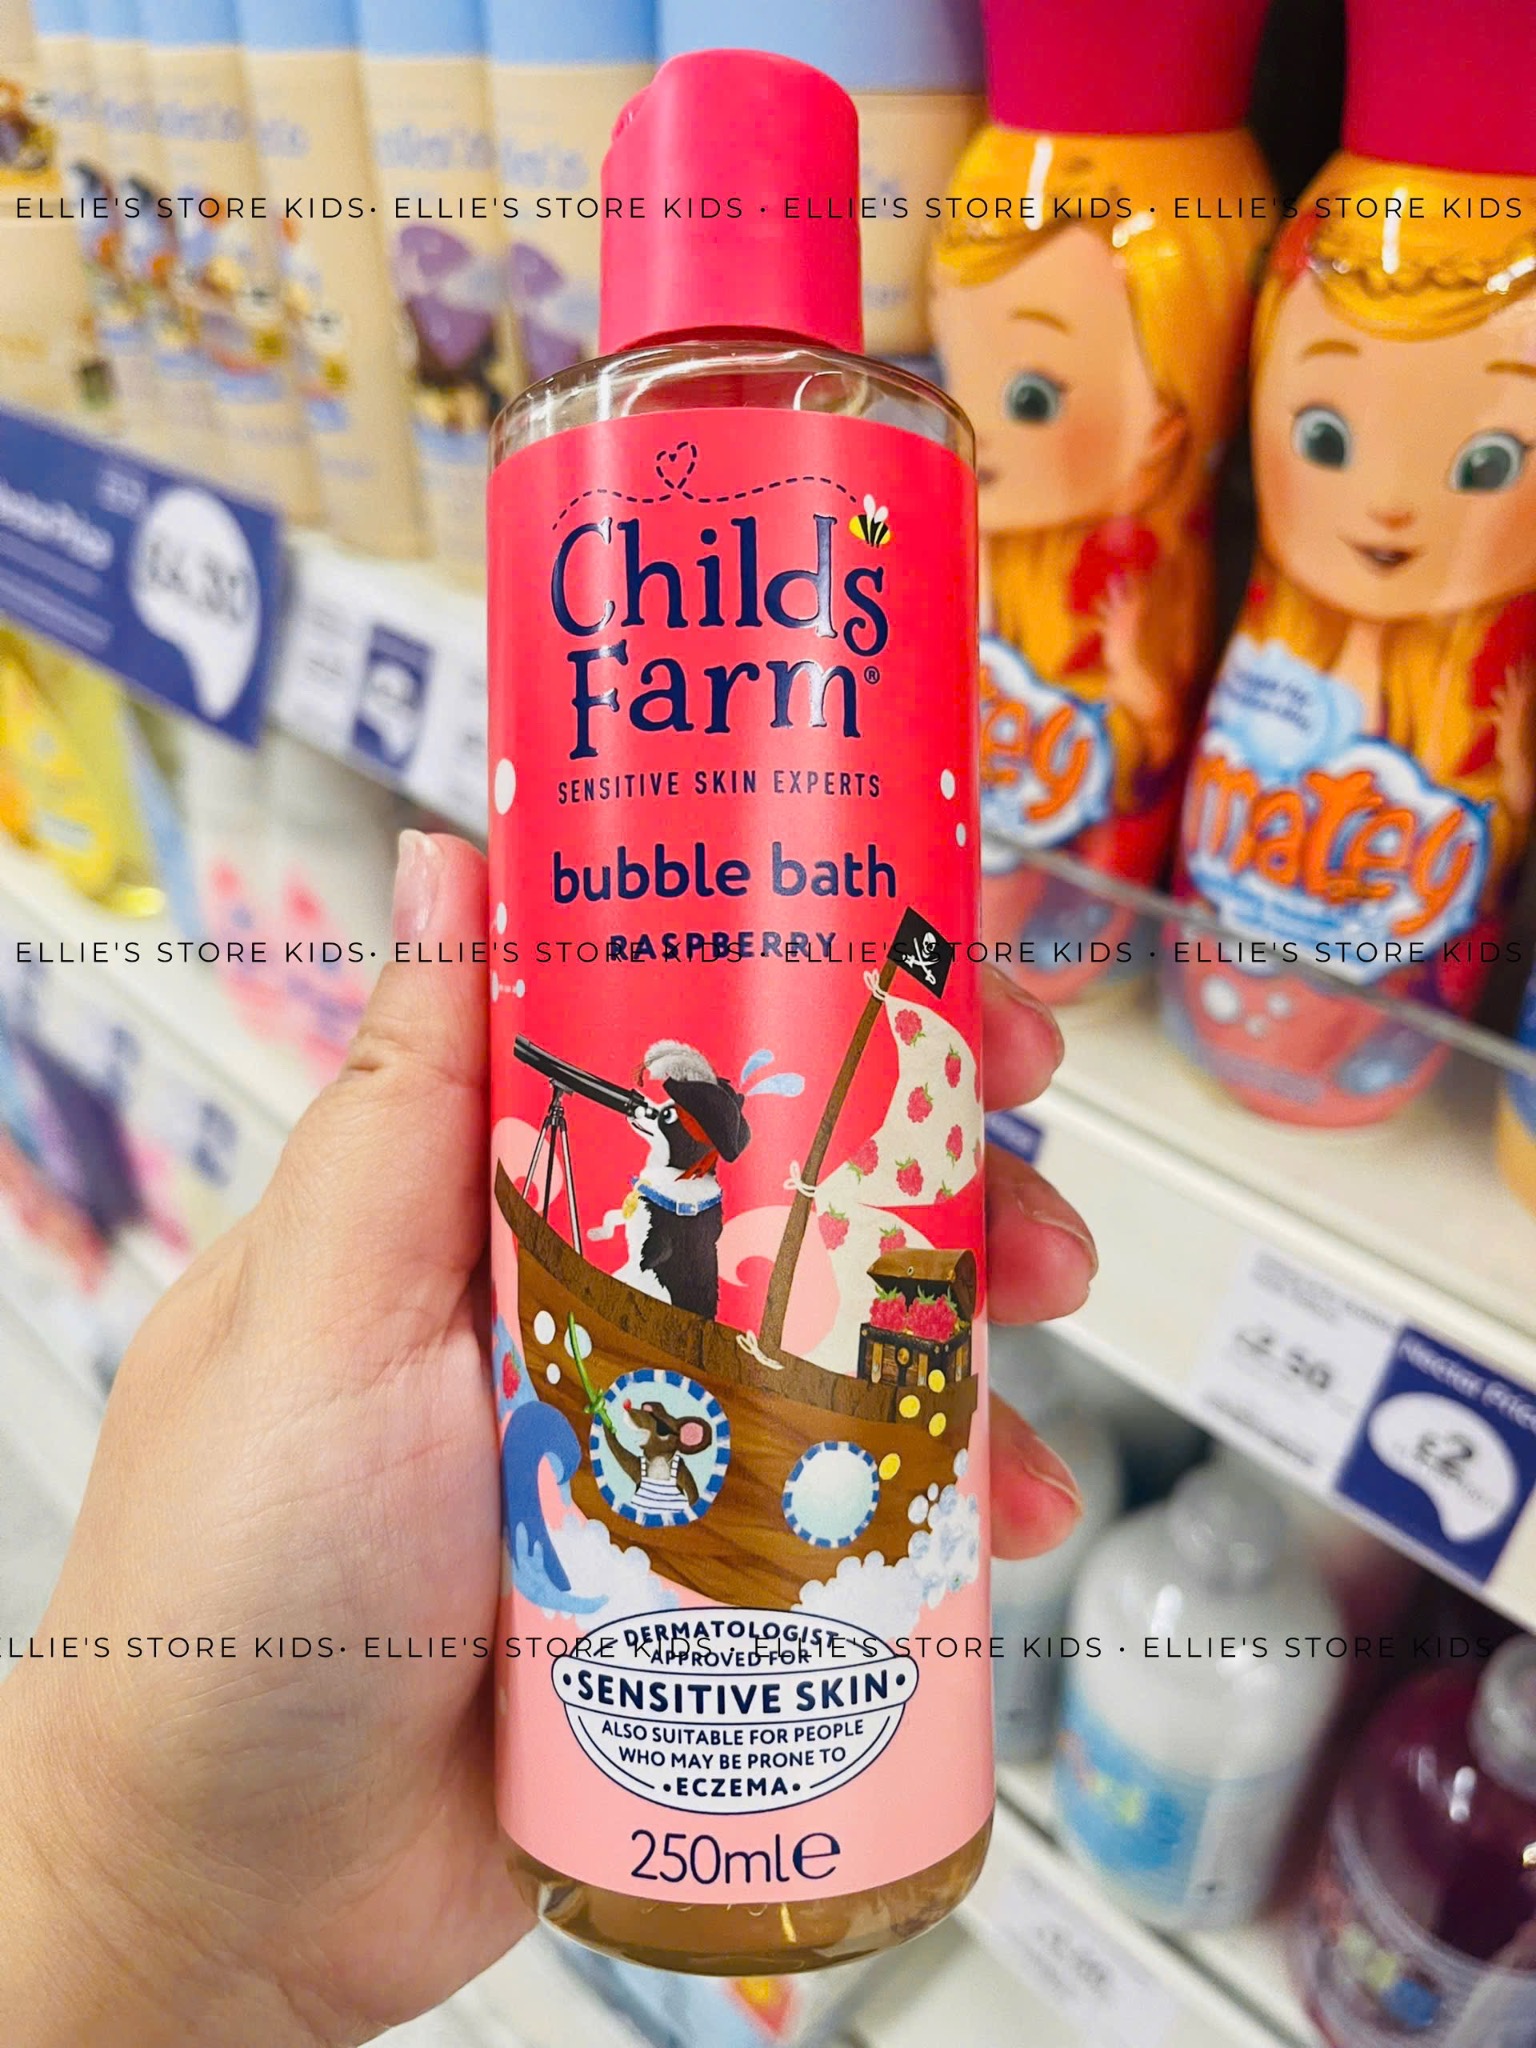 ELLIE'S STORE KIDS • ELLIE'S STORE KIDS • ELLIE'S STORE KIDS • ELLIE'S STORE KIDS
Childs
Farm®
SENSITIVE SKIN EXPERTS
bubble bath
RASPBERRY
ELLIE'S STORE KIDS • ELLIE'S STORE KIDS • ELLIE'S STORE KIDS • ELLIE'S STORE KIDS
matey
DERMATOLOGIST
APPROVED FOR
ELLIE'S STORE KIDS • ELLIE'S STORE KIDS • ELLIE'S STORE KIDS • ELLIE'S STORE KIDS
•SENSITIVE SKIN•
ALSO SUITABLE FOR PEOPLE
WHO MAY BE PRONE TO
•ECZEMA•
250ml℮
£2